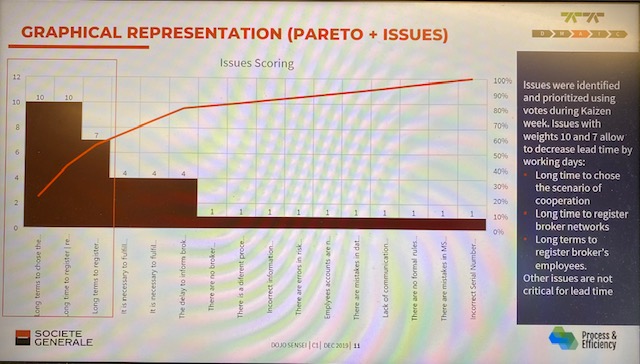 GRAPHICAL REPRESENTATION (PARETO + ISSUES)
D M A I C
Issues Scoring
12
10
8
6
4
2
0
10
10
7
4
4
4
1
1
1
1
1
1
1
1
1
1
100%
90%
80%
70%
60%
50%
40%
30%
20%
10%
0%
Long terms to chose the...
Long time to register | re...
Long terms to register...
It is necessary to fulfill...
It is necessary to fulfill...
The delay to inform brok...
There are no broker...
There is a diferent proce...
Incorrect information...
There are errors in risk...
Emplyees accounts are n...
There are mistakes in dat...
Lack of communication...
There are no formal rules...
There are mistakes in MS...
Incorrect Serial Number...
Issues were identified
and prioritized using
votes during Kaizen
week. Issues with
weights 10 and 7 allow
to decrease lead time by
working days:
• Long time to chose
the scenario of
cooperation
• Long time to register
broker networks
• Long terms to
register broker's
employees.
Other issues are not
critical for lead time
SOCIETE
GENERALE
DOJO SENSEI | C1 | DEC 2019 | 11
Process &
Efficiency